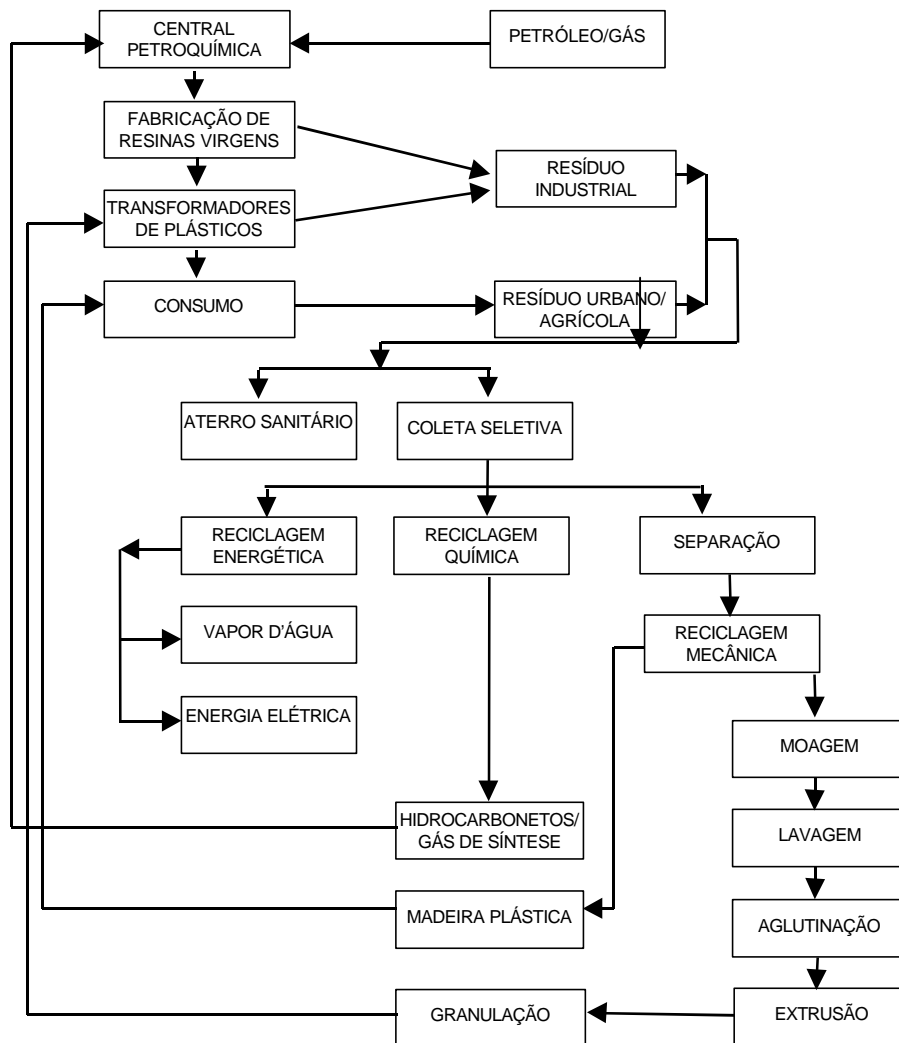 CENTRAL
PETROQUÍMICA
PETRÓLEO/GÁS
FABRICAÇÃO DE
RESINAS VIRGENS
RESÍDUO
INDUSTRIAL
TRANSFORMADORES
DE PLÁSTICOS
CONSUMO
RESÍDUO URBANO/
AGRÍCOLA
ATERRO SANITÁRIO
COLETA SELETIVA
RECICLAGEM
ENERGÉTICA
RECICLAGEM
QUÍMICA
SEPARAÇÃO
VAPOR D'ÁGUA
RECICLAGEM
MECÂNICA
ENERGIA ELÉTRICA
MOAGEM
HIDROCARBONETOS/
GÁS DE SÍNTESE
LAVAGEM
MADEIRA PLÁSTICA
AGLUTINAÇÃO
GRANULAÇÃO
EXTRUSÃO